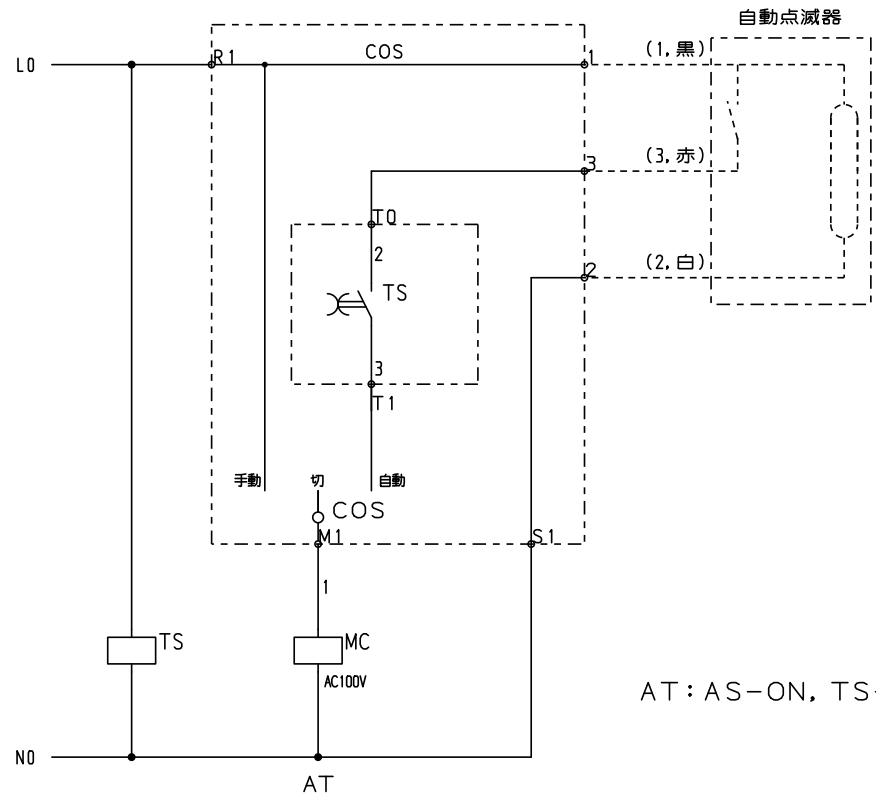 自動点滅器
L0
R1
COS
1
(1,黒)
3
(3,赤)
T0
2
TS
2
(2,白)
3
T1
手動
切
自動
COS
M1
S1
1
TS
MC
AC100V
AT:AS-ON, TS-
N0
AT